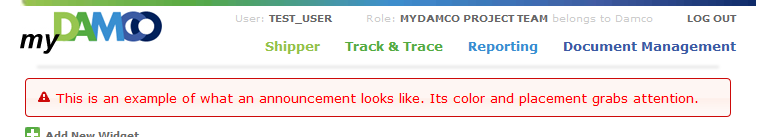 User: TEST_USER Role: MYDAMCO PROJECT TEAM belongs to Damco LOG OUT
myDAMCO
Shipper Track & Trace Reporting Document Management
This is an example of what an announcement looks like. Its color and placement grabs attention.
Add New Widget